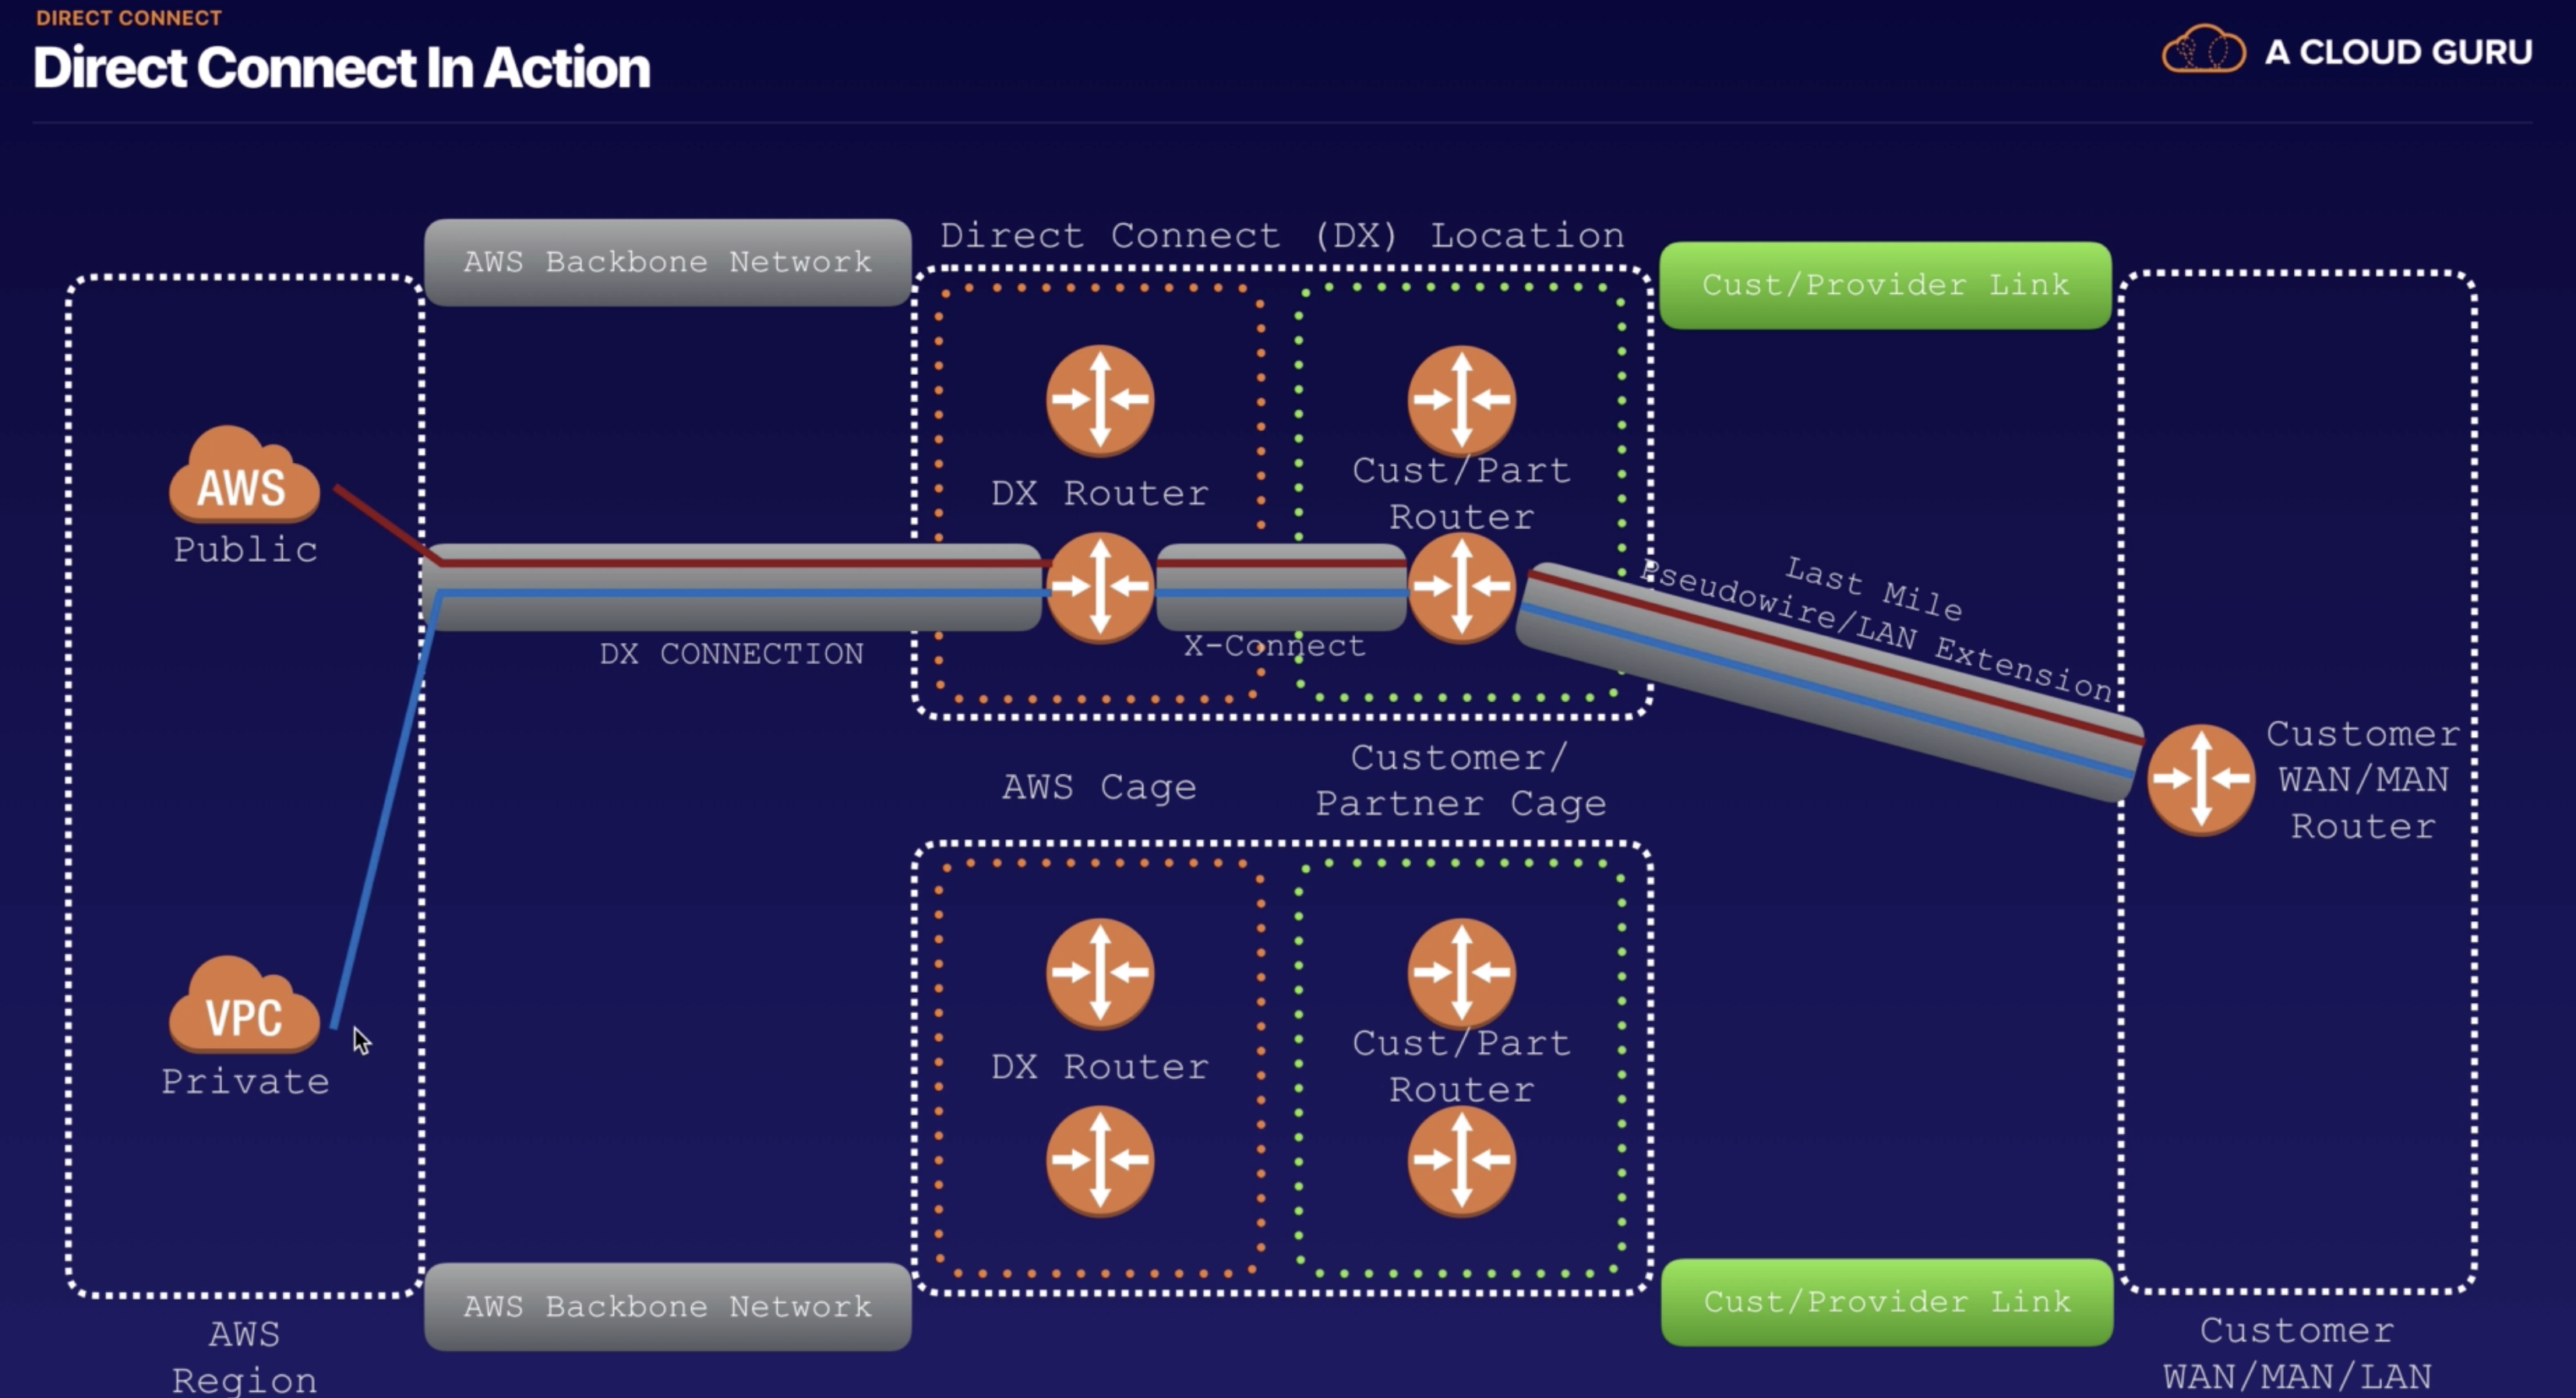 DIRECT CONNECT
Direct Connect In Action
A CLOUD GURU
AWS Backbone Network
Direct Connect (DX) Location
Cust/Provider Link
AWS
Public
DX Router
Cust/Part
Router
DX CONNECTION
X-Connect
Last Mile
Pseudowire/LAN Extension
Customer
WAN/MAN
Router
AWS Cage
Customer/
Partner Cage
VPC
Private
DX Router
Cust/Part
Router
AWS Backbone Network
Cust/Provider Link
AWS
Region
Customer
WAN/MAN/LAN